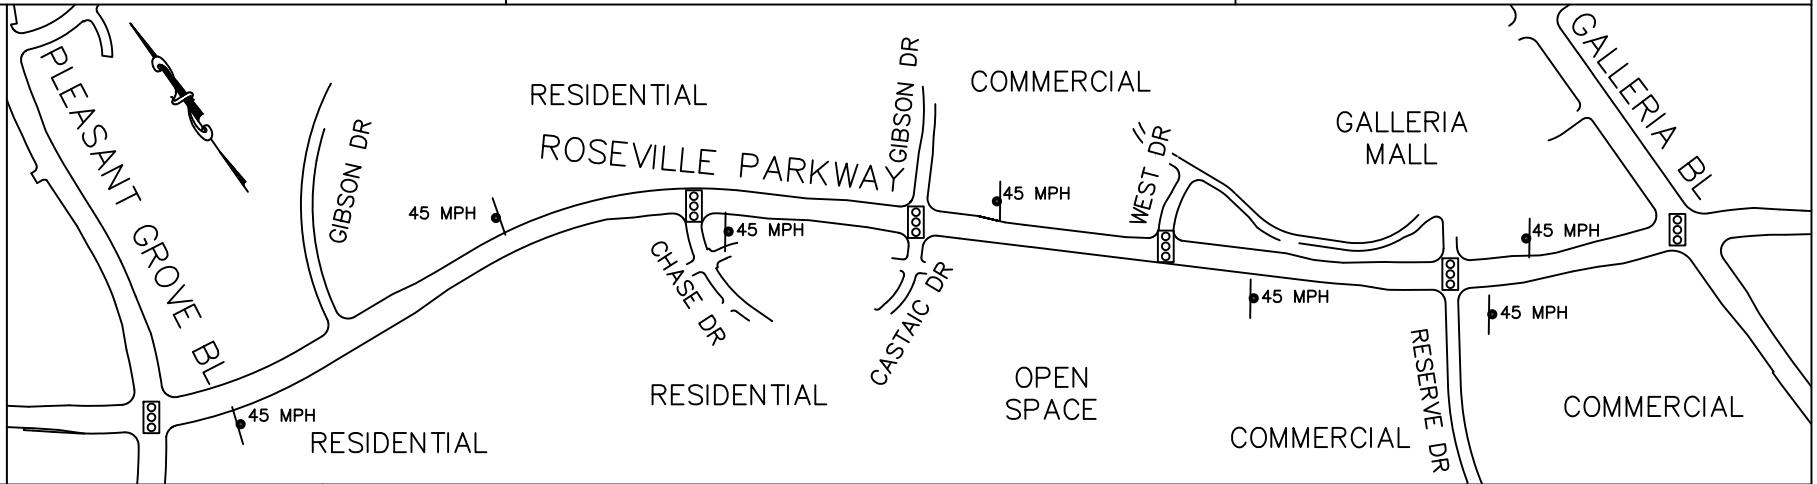 PLEASANT GROVE BL
GIBSON DR
RESIDENTIAL
ROSEVILLE PARKWAY
GIBSON DR
COMMERCIAL
WEST DR
GALLERIA
MALL
GALLERIA BL
45 MPH
45 MPH
45 MPH
45 MPH
45 MPH
45 MPH
45 MPH
CHASE DR
CASTAIC DR
RESERVE DR
RESIDENTIAL
RESIDENTIAL
OPEN
SPACE
COMMERCIAL
COMMERCIAL